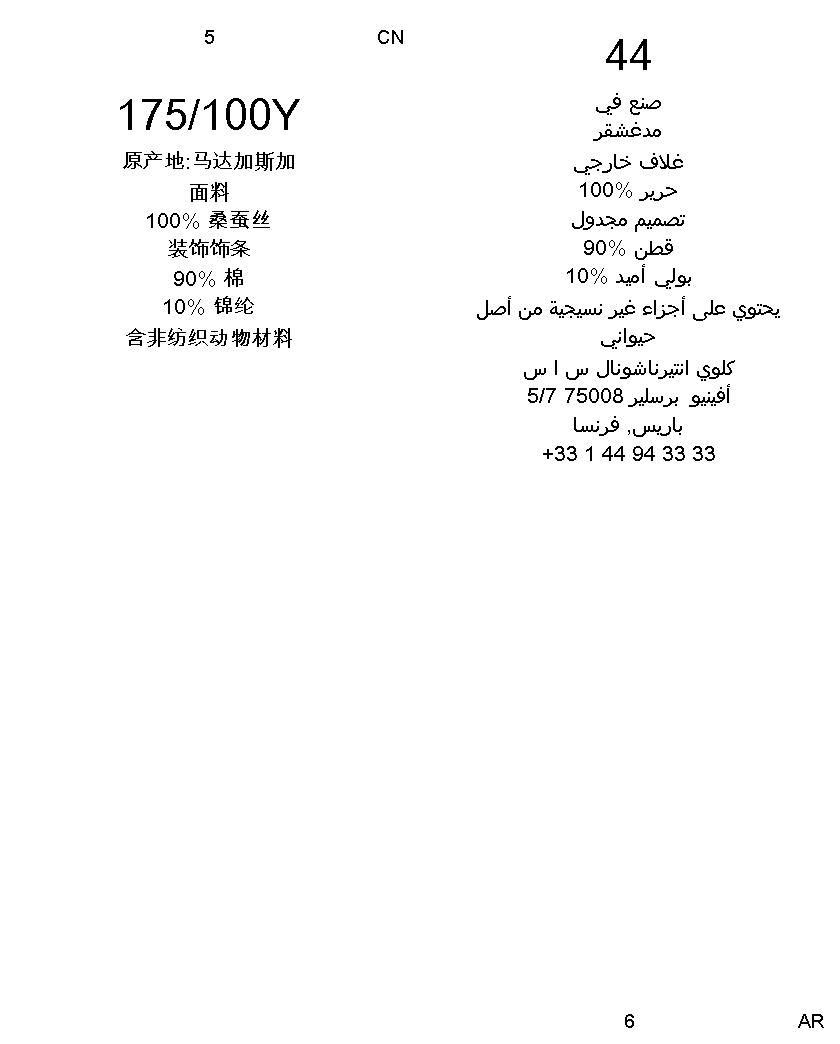 5
CN
175/100Y
原产地:马达加斯加
面料
100% 桑蚕丝
装饰饰条
90% 棉
10% 锦纶
含非纺织动物材料
44
صنع في
مدغشقر
غلاف خارجي
100% حرير
تصميم مجدول
90% قطن
10% بولي أميد
يحتوي على أجزاء غير نسيجية من أصل
حيواني
كلوي انتيرناشونال س ا س
5/7 75008 أفينيو برسلير
باريس, فرنسا
+33 1 44 94 33 33
6
AR